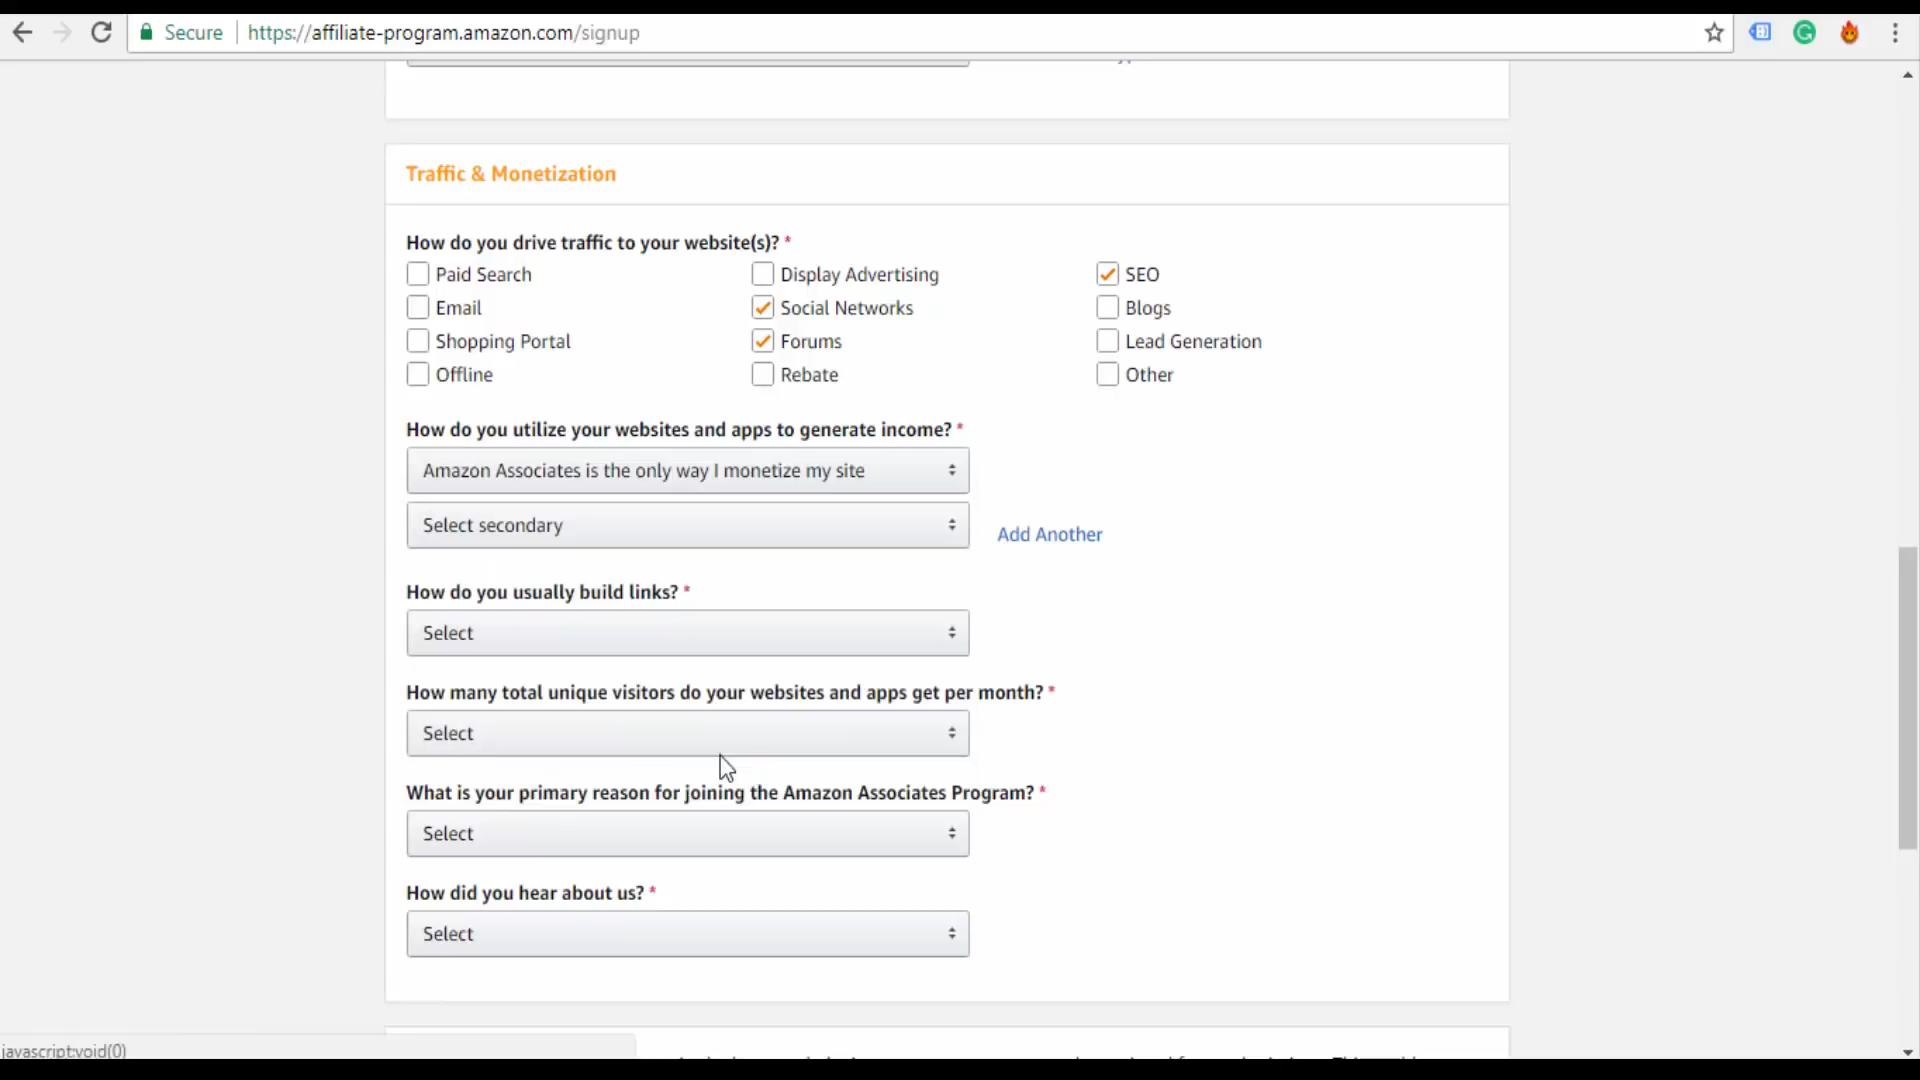 Secure
https://affiliate-program.amazon.com/signup
Traffic & Monetization
How do you drive traffic to your website(s)? *
Paid Search
Display Advertising
SEO
Email
Social Networks
Blogs
Shopping Portal
Forums
Lead Generation
Offline
Rebate
Other
How do you utilize your websites and apps to generate income? *
Amazon Associates is the only way I monetize my site
Select secondary
Add Another
How do you usually build links? *
Select
How many total unique visitors do your websites and apps get per month? *
Select
What is your primary reason for joining the Amazon Associates Program? *
Select
How did you hear about us? *
Select
javascript:void(0)